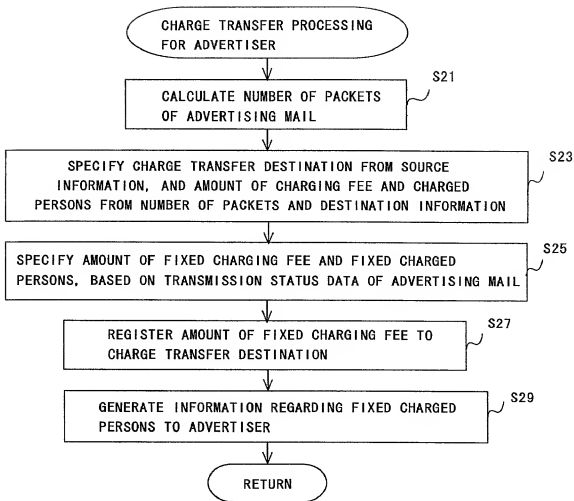 CHARGE TRANSFER PROCESSING
FOR ADVERTISER
S21
CALCULATE NUMBER OF PACKETS
OF ADVERTISING MAIL
S23
SPECIFY CHARGE TRANSFER DESTINATION FROM SOURCE
INFORMATION, AND AMOUNT OF CHARGING FEE AND CHARGED
PERSONS FROM NUMBER OF PACKETS AND DESTINATION INFORMATION
S25
SPECIFY AMOUNT OF FIXED CHARGING FEE AND FIXED CHARGED
PERSONS, BASED ON TRANSMISSION STATUS DATA OF ADVERTISING MAIL
S27
REGISTER AMOUNT OF FIXED CHARGING FEE TO
CHARGE TRANSFER DESTINATION
S29
GENERATE INFORMATION REGARDING FIXED CHARGED
PERSONS TO ADVERTISER
RETURN